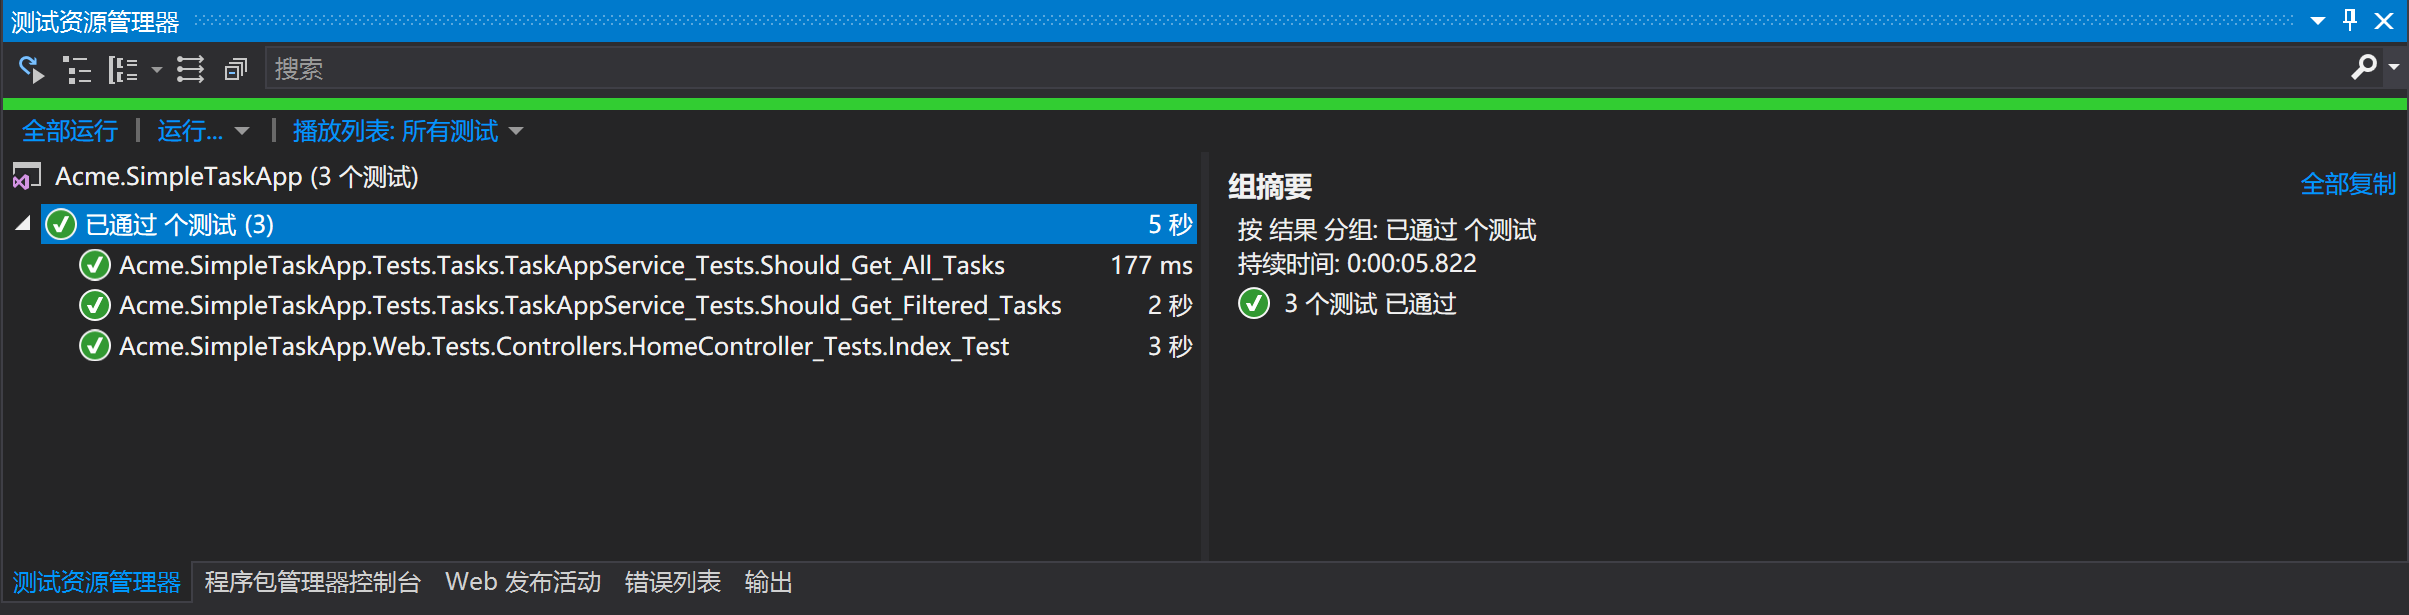 测试资源管理器
搜索
全部运行 | 运行... | 播放列表: 所有测试
Acme.SimpleTaskApp (3 个测试)
已通过 个测试 (3) 5 秒
Acme.SimpleTaskApp.Tests.Tasks.TaskAppService_Tests.Should_Get_All_Tasks 177 ms
Acme.SimpleTaskApp.Tests.Tasks.TaskAppService_Tests.Should_Get_Filtered_Tasks 2 秒
Acme.SimpleTaskApp.Web.Tests.Controllers.HomeController_Tests.Index_Test 3 秒
组摘要 全部复制
按 结果 分组: 已通过 个测试
持续时间: 0:00:05.822
3 个测试 已通过
测试资源管理器 程序包管理器控制台 Web 发布活动 错误列表 输出